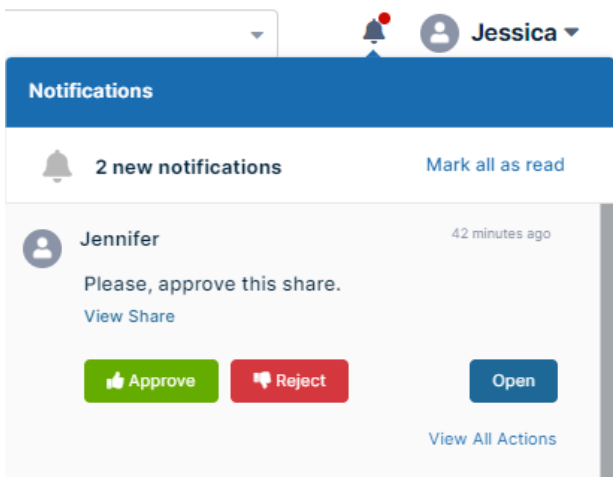 Jessica
Notifications
2 new notifications Mark all as read
Jennifer 42 minutes ago
Please, approve this share.
View Share
Approve Reject Open
View All Actions